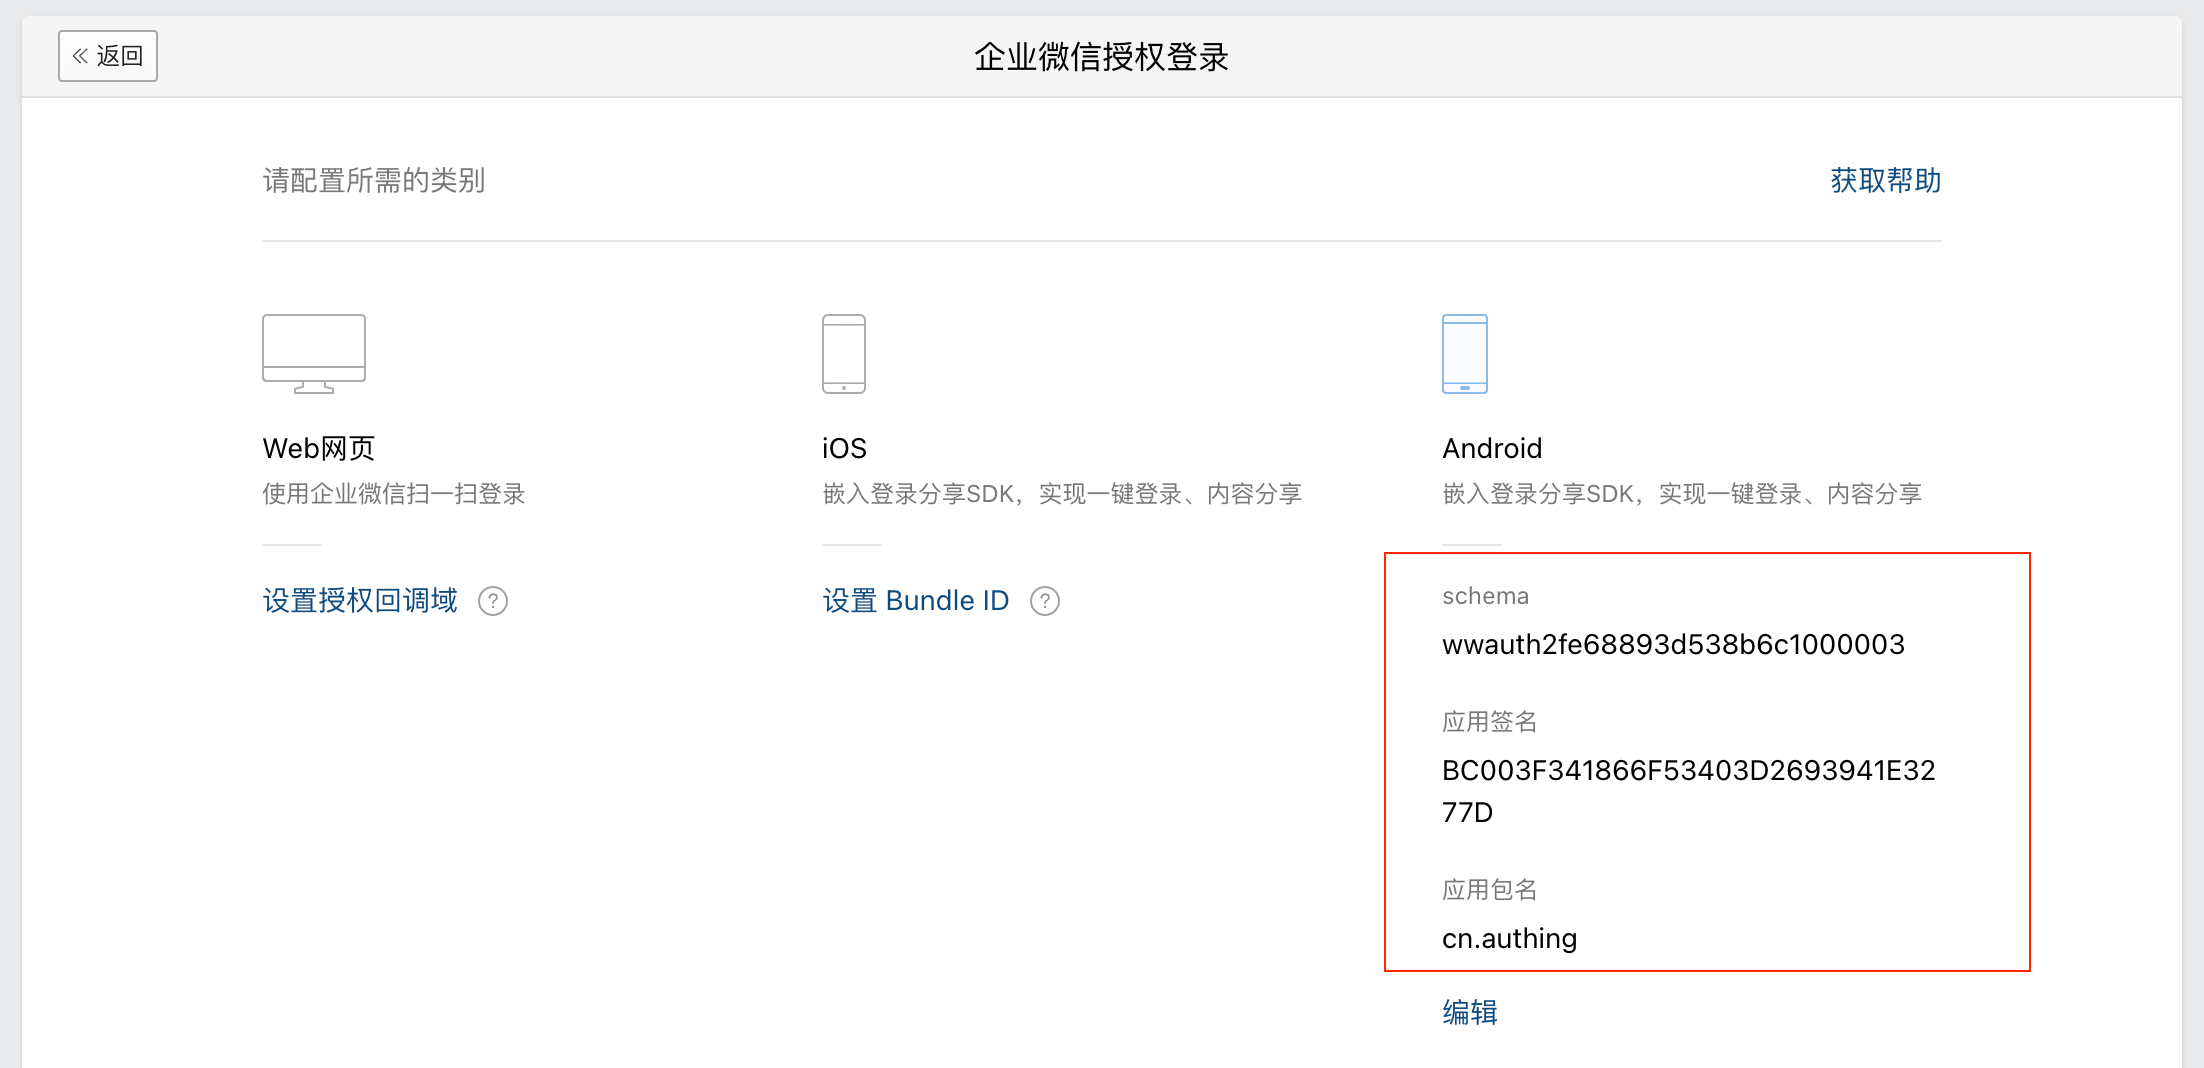 返回
企业微信授权登录
请配置所需的类别
获取帮助
Web网页
使用企业微信扫一扫登录
设置授权回调域 ?
iOS
嵌入登录分享SDK，实现一键登录、内容分享
设置 Bundle ID ?
Android
嵌入登录分享SDK，实现一键登录、内容分享
schema
wwauth2fe68893d538b6c1000003
应用签名
BC003F341866F53403D2693941E32
77D
应用包名
cn.authing
编辑